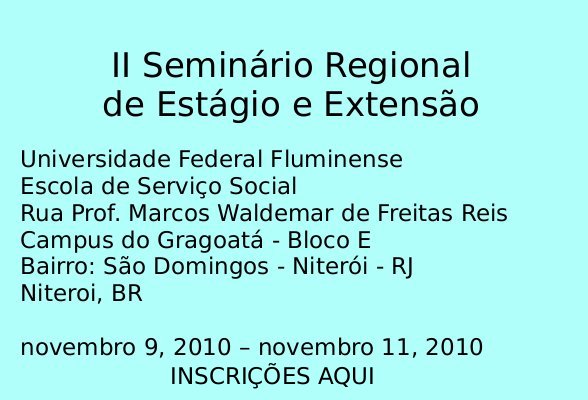 II Seminário Regional
de Estágio e Extensão
Universidade Federal Fluminense
Escola de Serviço Social
Rua Prof. Marcos Waldemar de Freitas Reis
Campus do Gragoatá - Bloco E
Bairro: São Domingos - Niterói - RJ
Niteroi, BR
novembro 9, 2010 – novembro 11, 2010
INSCRIÇÕES AQUI